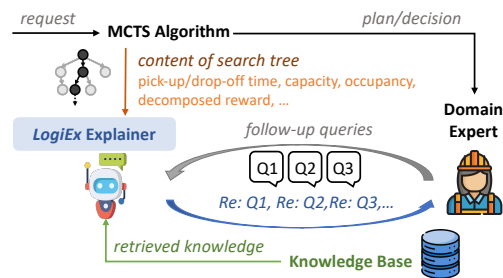 request
MCTS Algorithm
plan/decision
content of search tree
pick-up/drop-off time, capacity, occupancy,
decomposed reward, ...
LogiEx Explainer
follow-up queries
Domain
Expert
Q1 Q2 Q3
Re: Q1, Re: Q2,Re: Q3,...
retrieved knowledge
Knowledge Base